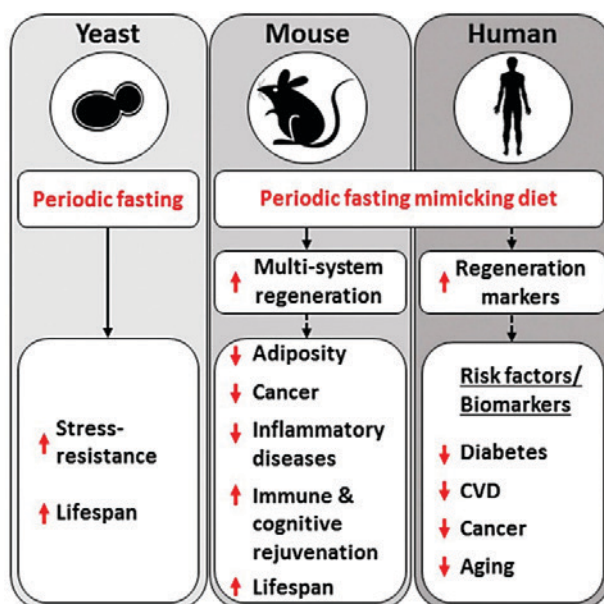 Yeast
Mouse
Human
Periodic fasting
Periodic fasting mimicking diet
Multi-system
regeneration
Regeneration
markers
Stress-
resistance
Lifespan
Adiposity
Cancer
Inflammatory
diseases
Immune &
cognitive
rejuvenation
Lifespan
Risk factors/
Biomarkers
Diabetes
CVD
Cancer
Aging